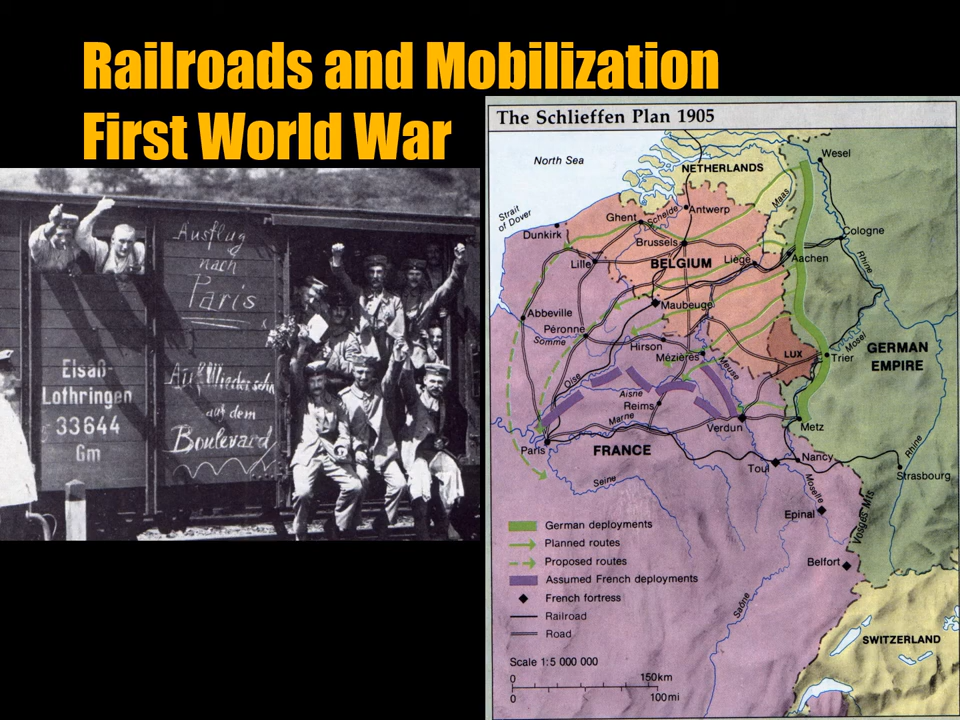 Railroads and Mobilization
First World War
Ausflug
nach
Paris
Elsaß
Lothringen
33644
Gm
Auf Wiedersehn
auf dem
Boulevard
The Schlieffen Plan 1905
North Sea
NETHERLANDS
Wesel
Strait
of Dover
Maas
Ghent
Schelde
Antwerp
Dunkirk
Cologne
Brussels
Lille
BELGIUM
Liège
Aachen
Rhine
Abbeville
Maubeuge
Péronne
Somme
Hirson
Mosel
Mézières
LUX
Trier
GERMAN
EMPIRE
Oise
Meuse
Aisne
Reims
Marne
Verdun
Metz
Paris
FRANCE
Nancy
Toul
Rhine
Strasbourg
Seine
Moselle
Epinal
Vosges Mts
Belfort
Saône
German deployments
Planned routes
Proposed routes
Assumed French deployments
French fortress
Railroad
Road
SWITZERLAND
Scale 1:5 000 000
0 150km
0 100mi